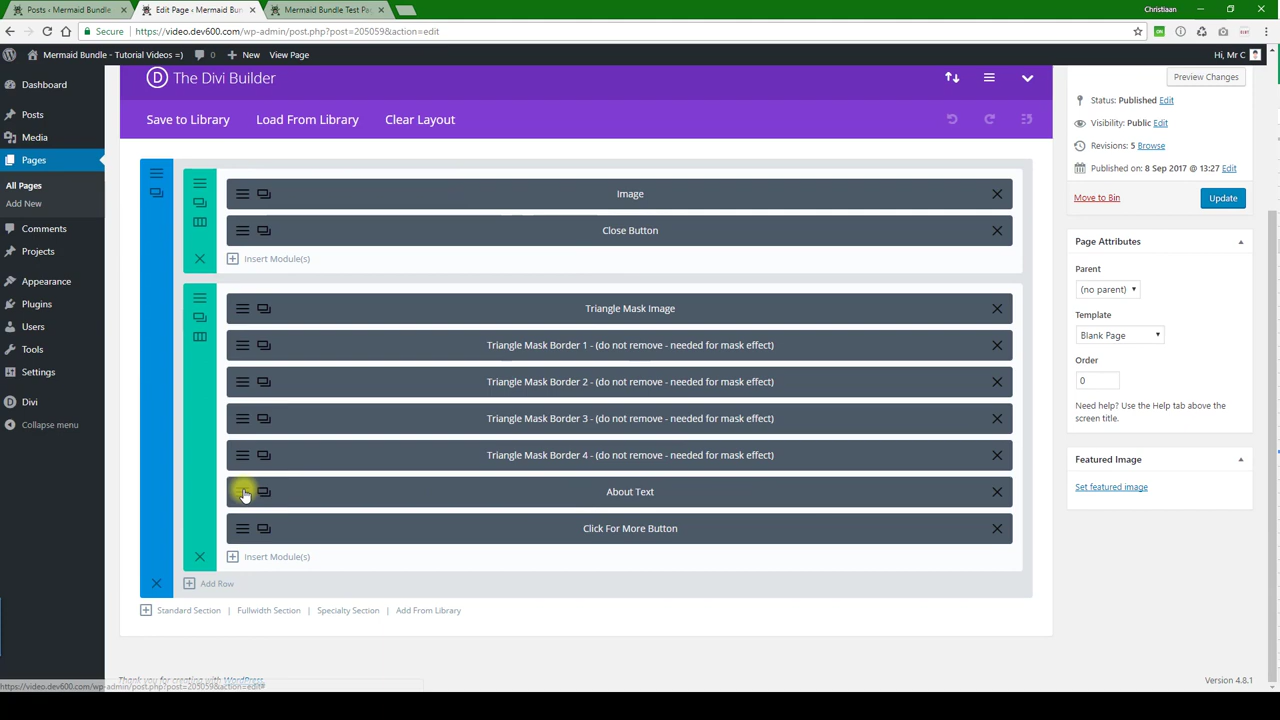 Posts ‹ Mermaid Bundle
Edit Page ‹ Mermaid Bun
Mermaid Bundle Test Pag
Christiaan
Secure
https://video.dev600.com/wp-admin/post.php?post=205059&action=edit
Mermaid Bundle - Tutorial Videos =)
0
New
View Page
Hi, Mr C
Dashboard
Posts
Media
Pages
All Pages
Add New
Comments
Projects
Appearance
Plugins
Users
Tools
Settings
Divi
Collapse menu
D The Divi Builder
Save to Library
Load From Library
Clear Layout
Image
Close Button
Insert Module(s)
Triangle Mask Image
Triangle Mask Border 1 - (do not remove - needed for mask effect)
Triangle Mask Border 2 - (do not remove - needed for mask effect)
Triangle Mask Border 3 - (do not remove - needed for mask effect)
Triangle Mask Border 4 - (do not remove - needed for mask effect)
About Text
Click For More Button
Insert Module(s)
Add Row
Standard Section | Fullwidth Section | Specialty Section | Add From Library
Preview Changes
Status: Published Edit
Visibility: Public Edit
Revisions: 5 Browse
Published on: 8 Sep 2017 @ 13:27 Edit
Move to Bin
Update
Page Attributes
Parent
(no parent)
Template
Blank Page
Order
0
Need help? Use the Help tab above the
screen title.
Featured Image
Set featured image
Thank you for creating with WordPress.
Version 4.8.1
https://video.dev600.com/wp-admin/post.php?post=205059&action=edit#